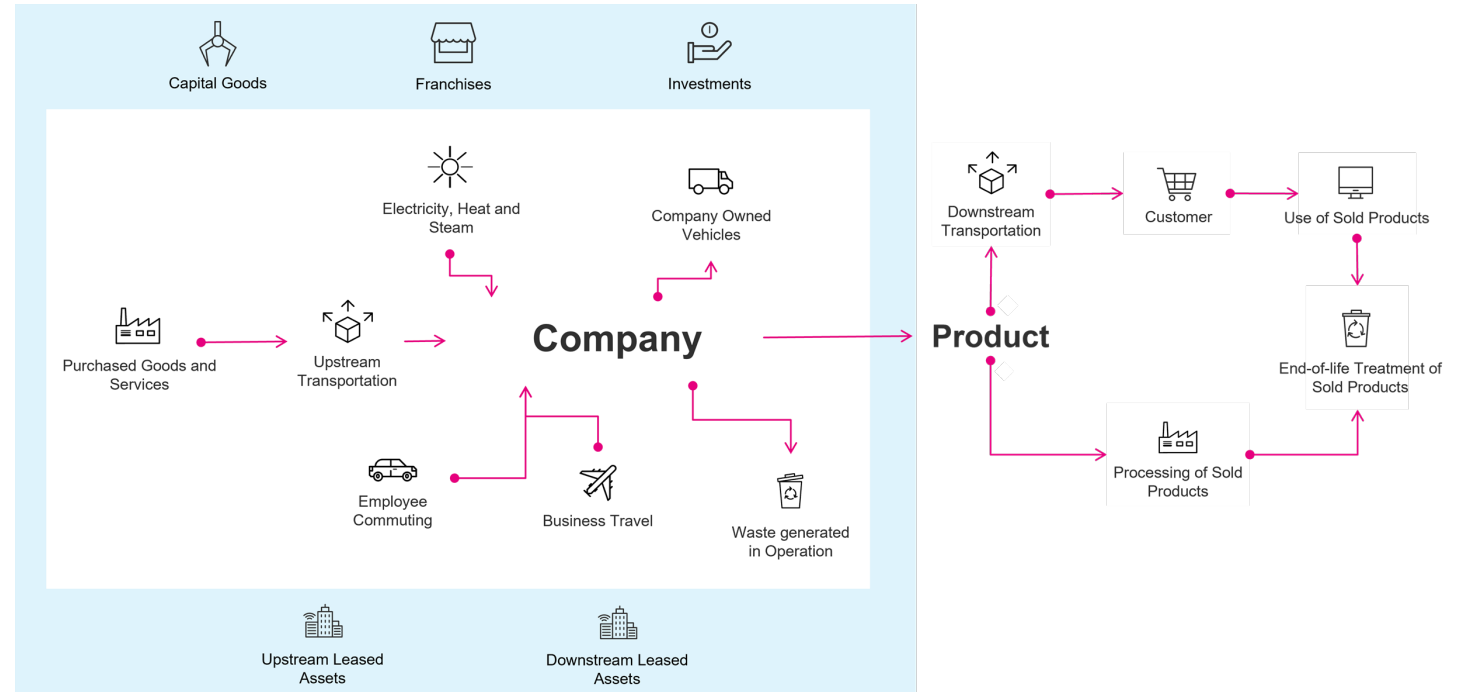 Capital Goods
Franchises
Investments
Electricity, Heat and
Steam
Company Owned
Vehicles
Purchased Goods and
Services
Upstream
Transportation
Company
Employee
Commuting
Business Travel
Waste generated
in Operation
Upstream Leased
Assets
Downstream Leased
Assets
Product
Downstream
Transportation
Customer
Use of Sold Products
End-of-life Treatment of
Sold Products
Processing of Sold
Products